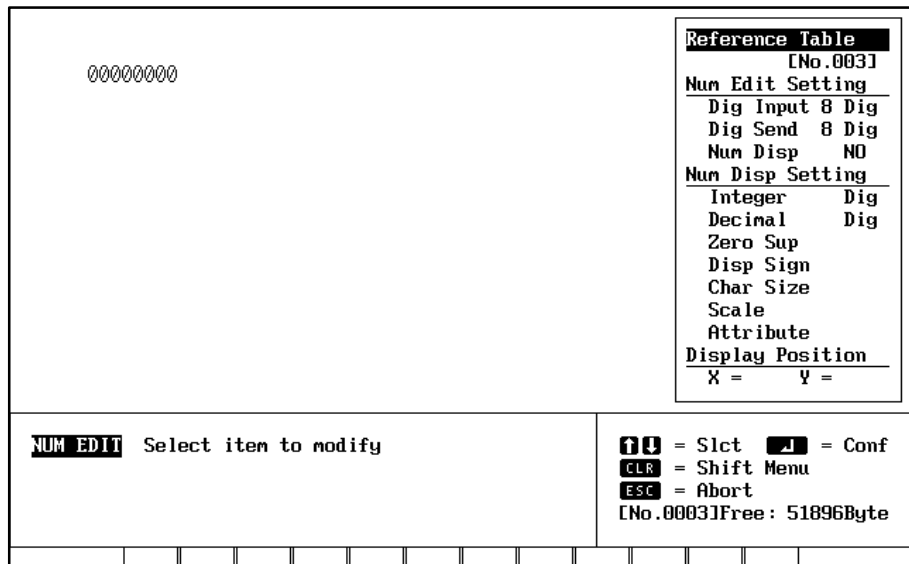 00000000
Reference Table
[No.003]
Num Edit Setting
Dig Input 8 Dig
Dig Send 8 Dig
Num Disp NO
Num Disp Setting
Integer Dig
Decimal Dig
Zero Sup
Disp Sign
Char Size
Scale
Attribute
Display Position
X = Y =
NUM EDIT Select item to modify
= Slct = Conf
CLR = Shift Menu
ESC = Abort
[No.0003]Free: 51896Byte